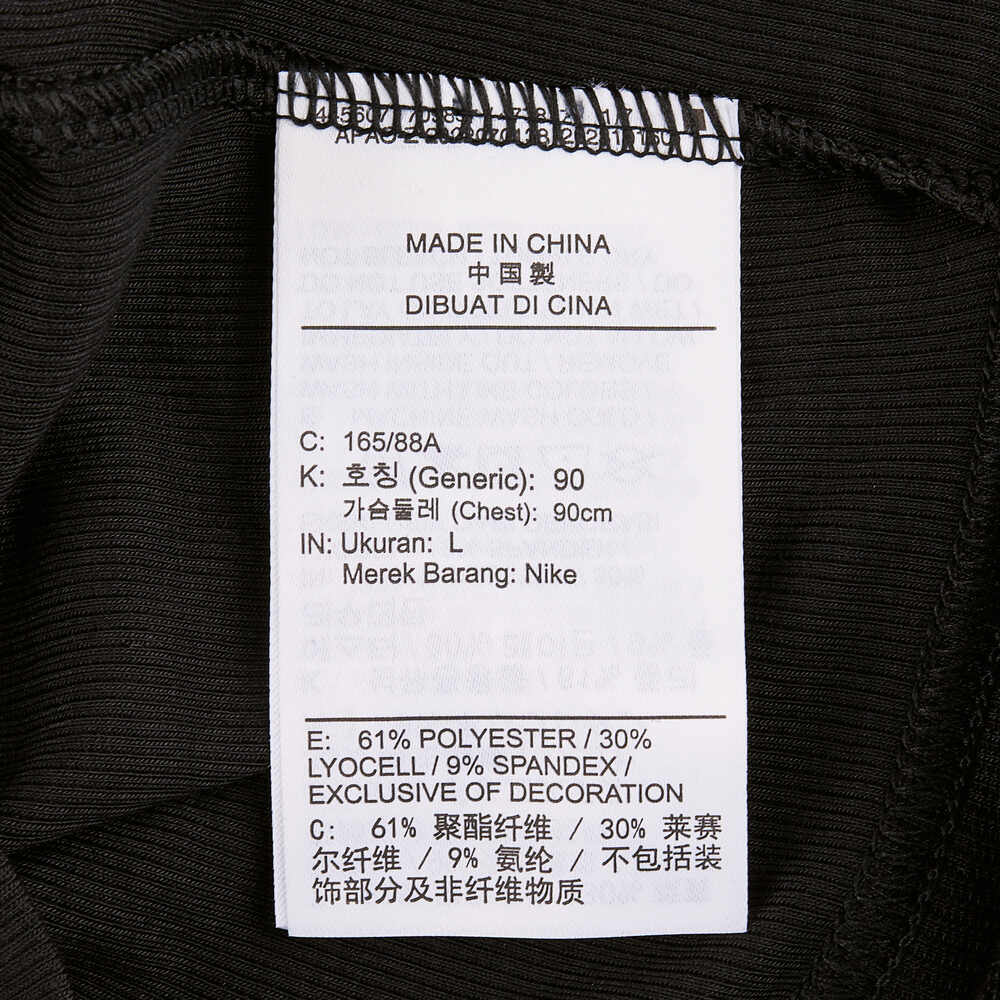 MADE IN CHINA
中国製
DIBUAT DI CINA
C: 165/88A
K: 호칭 (Generic): 90
가슴둘레 (Chest): 90cm
IN: Ukuran: L
Merek Barang: Nike
E: 61% POLYESTER / 30%
LYOCELL / 9% SPANDEX /
EXCLUSIVE OF DECORATION
C: 61% 聚酯纤维 / 30% 莱赛
尔纤维 / 9% 氨纶 / 不包括装
饰部分及非纤维物质